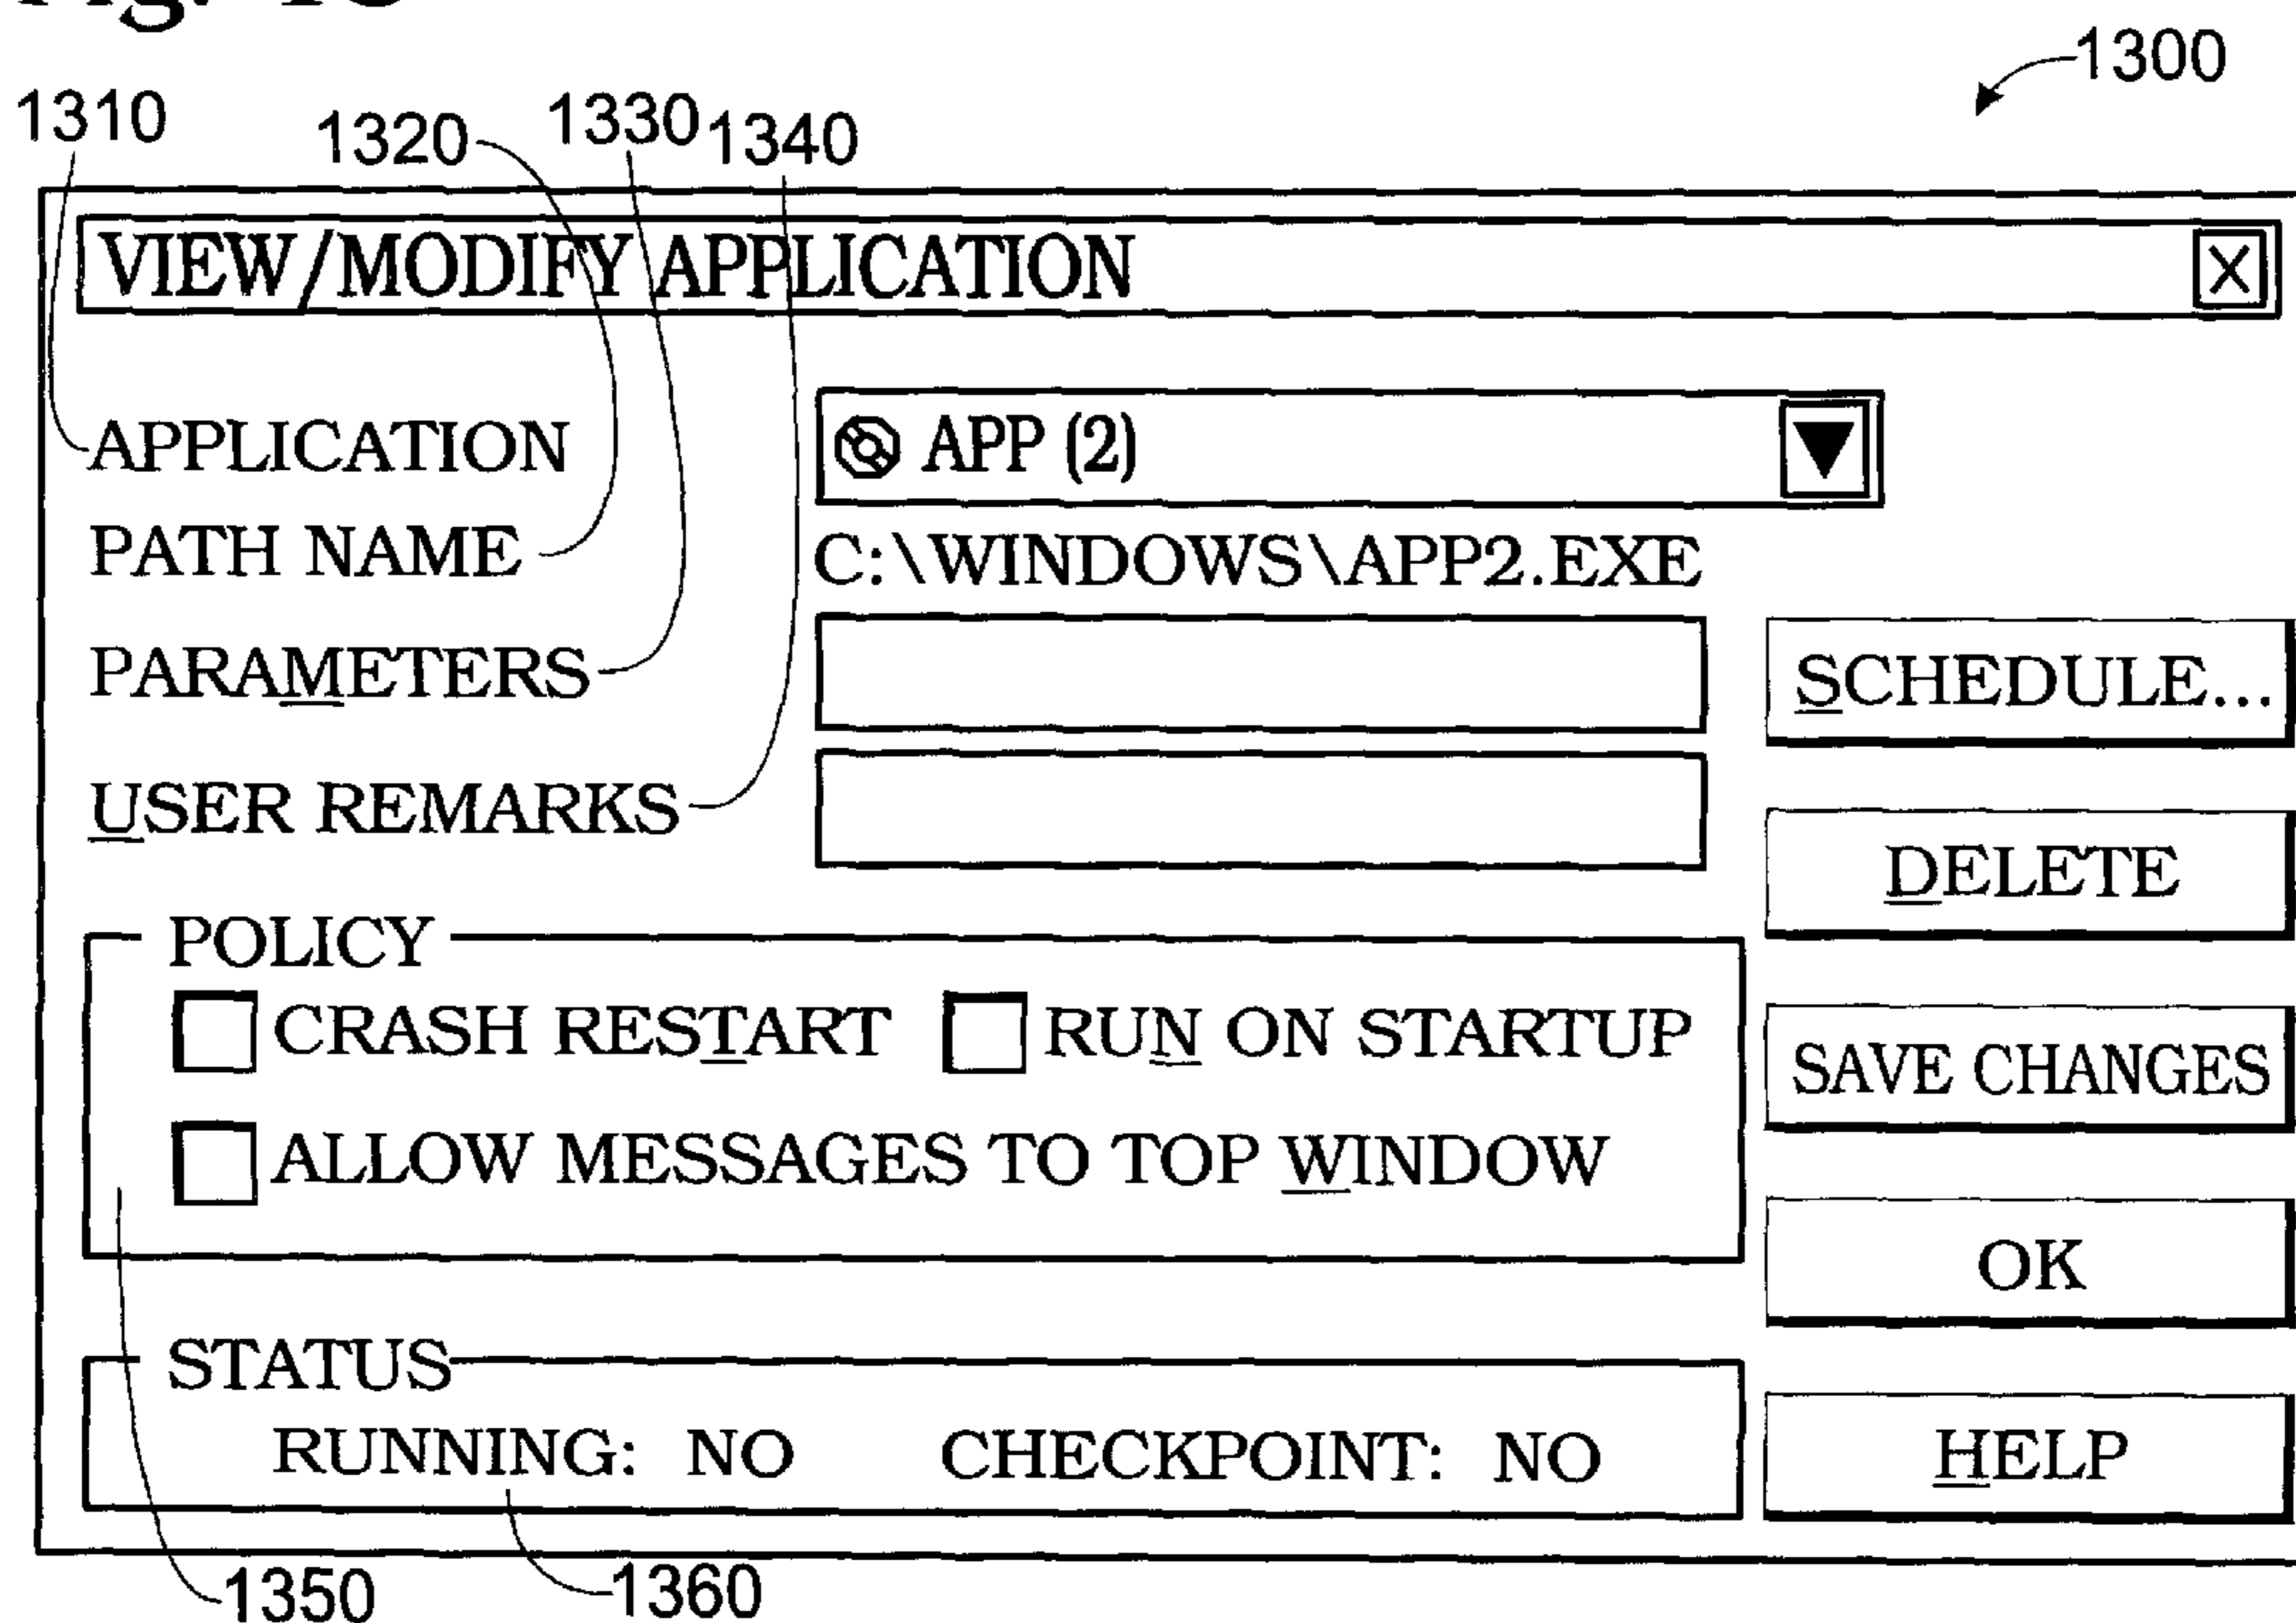 1300
1310 1320 1330 1340
VIEW/MODIFY APPLICATION X
APPLICATION APP (2)
PATH NAME C:\WINDOWS\APP2.EXE
PARAMETERS SCHEDULE...
USER REMARKS
DELETE
POLICY
CRASH RESTART RUN ON STARTUP
SAVE CHANGES
ALLOW MESSAGES TO TOP WINDOW
OK
STATUS
RUNNING: NO CHECKPOINT: NO HELP
1350 1360